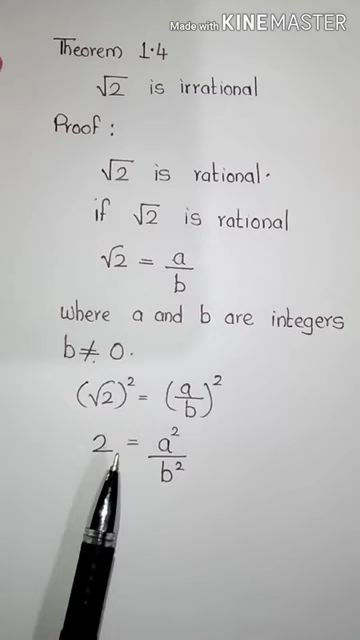 Made with KINEMASTER
Theorem 1.4
√2 is irrational
Proof :
√2 is rational.
if √2 is rational
√2 = a/b
where a and b are integers
b ≠ 0.
(√2)² = (a/b)²
2 = a²/b²